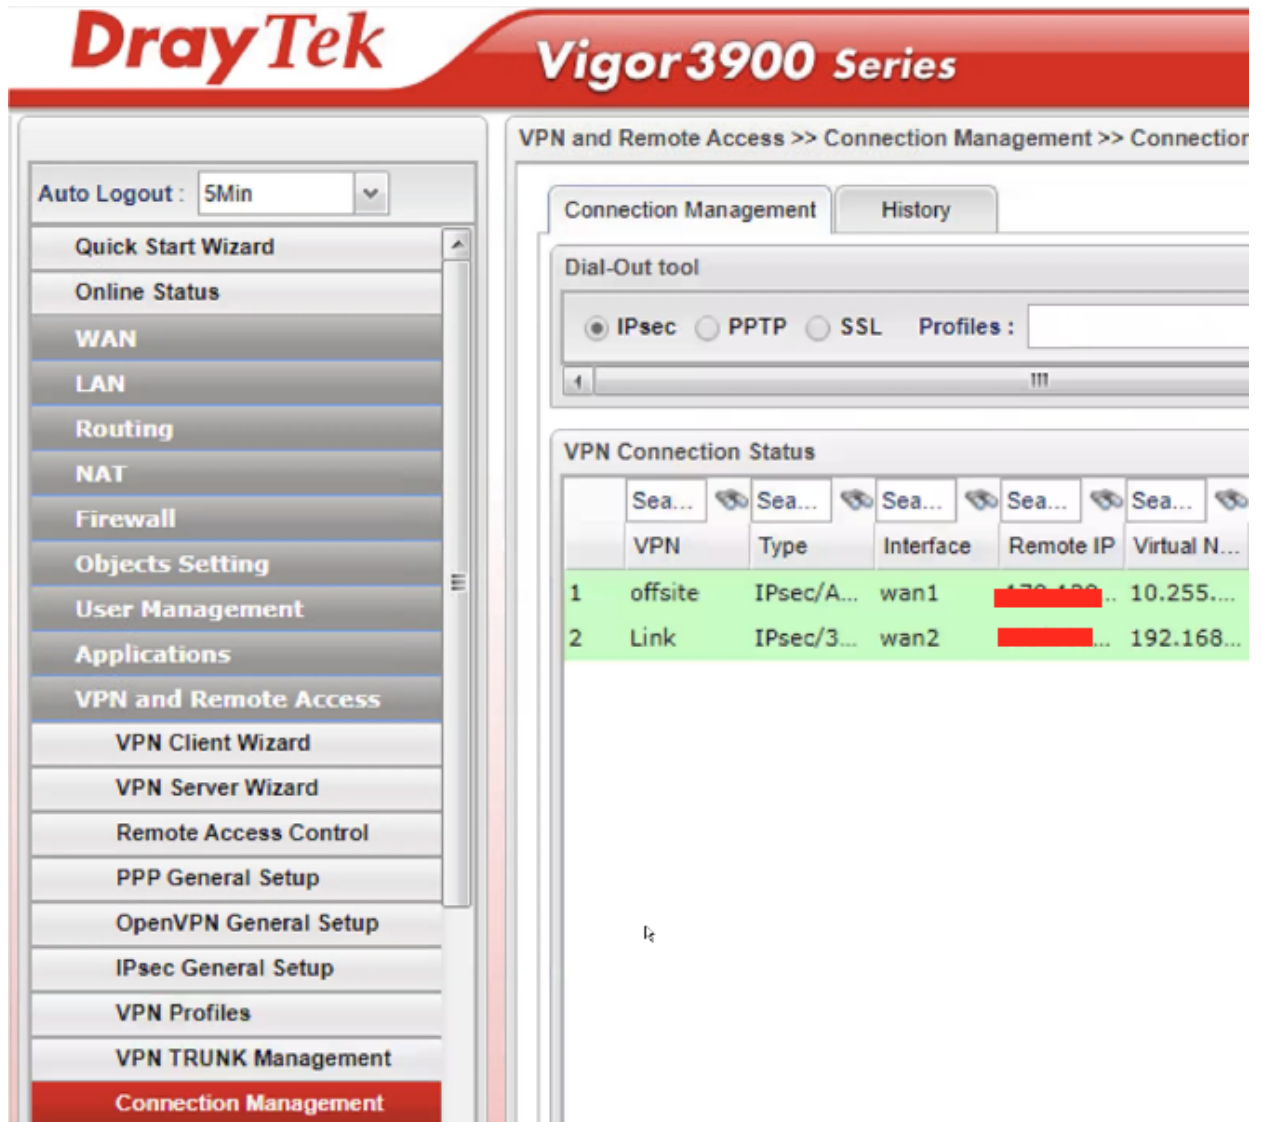 DrayTek
Vigor3900 Series
Auto Logout : 5Min
Quick Start Wizard
Online Status
WAN
LAN
Routing
NAT
Firewall
Objects Setting
User Management
Applications
VPN and Remote Access
VPN Client Wizard
VPN Server Wizard
Remote Access Control
PPP General Setup
OpenVPN General Setup
IPsec General Setup
VPN Profiles
VPN TRUNK Management
Connection Management
VPN and Remote Access >> Connection Management >> Connection
Connection Management History
Dial-Out tool
IPsec PPTP SSL Profiles :
VPN Connection Status
Sea... Sea... Sea... Sea... Sea...
VPN Type Interface Remote IP Virtual N...
1 offsite IPsec/A... wan1 ... 10.255....
2 Link IPsec/3... wan2 ... 192.168...